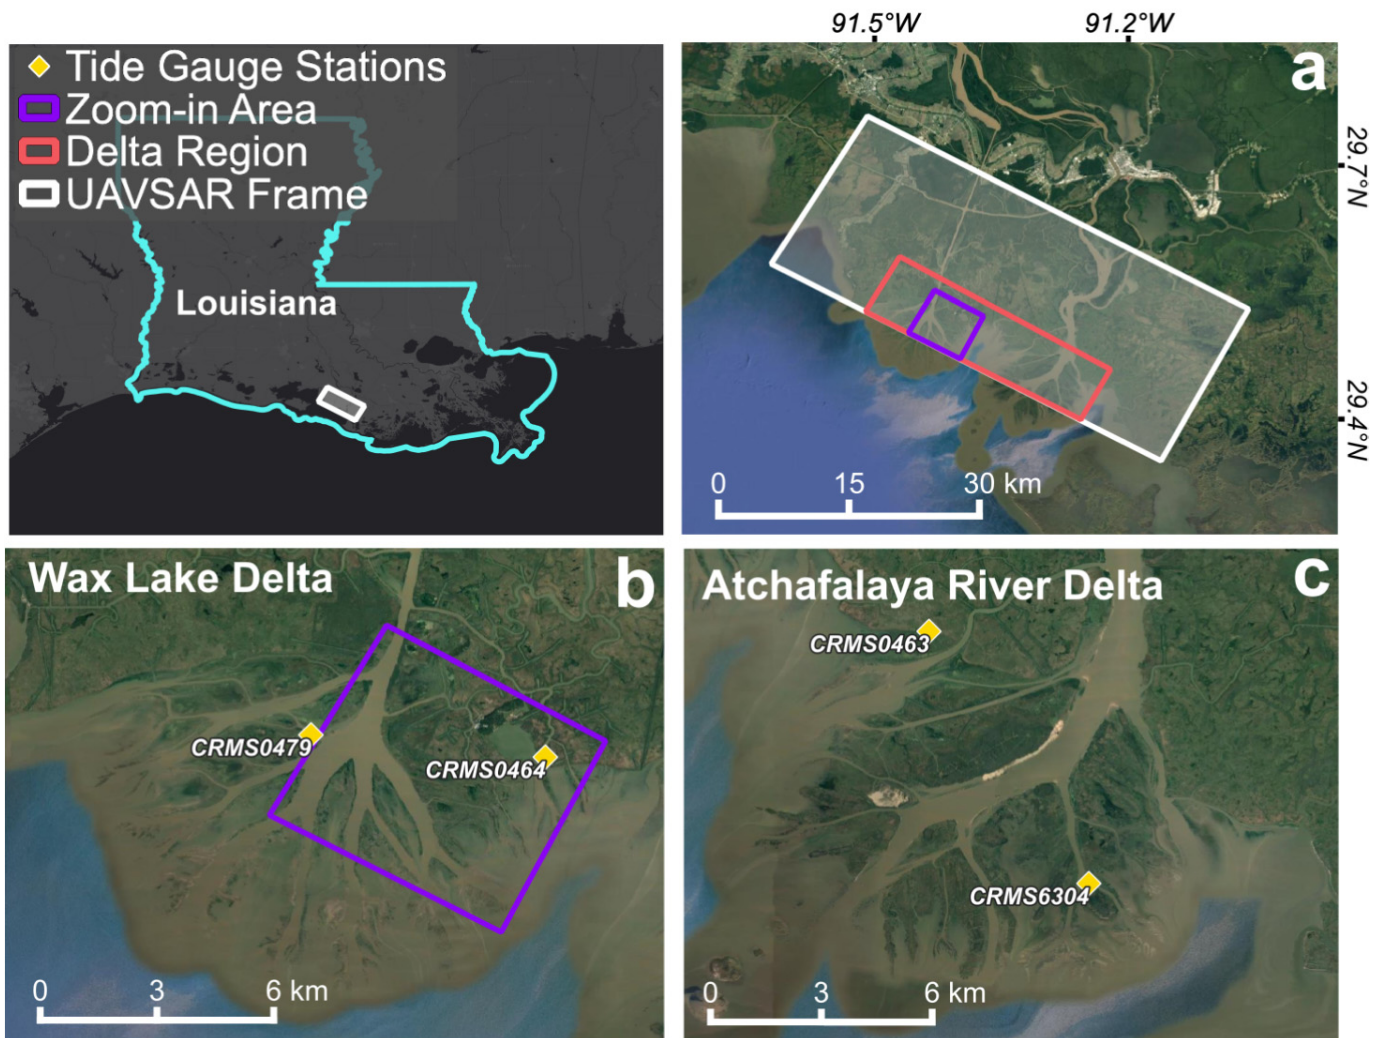 Tide Gauge Stations
Zoom-in Area
Delta Region
UAVSAR Frame
Louisiana
91.5°W 91.2°W
a
29.7°N
29.4°N
0 15 30 km
Wax Lake Delta
b
CRMS0479
CRMS0464
0 3 6 km
Atchafalaya River Delta
c
CRMS0463
CRMS6304
0 3 6 km